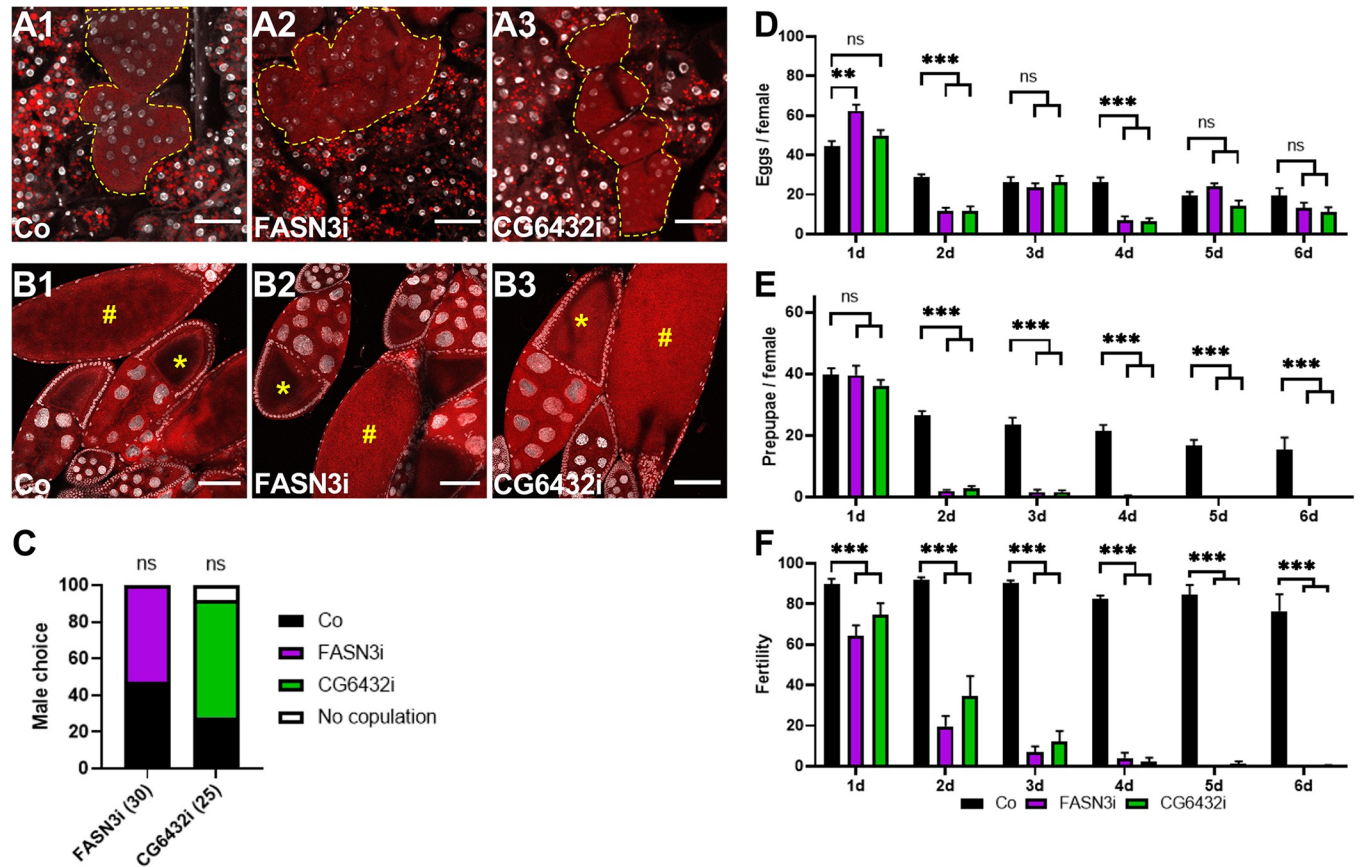 A1
Co
A2
FASN3i
A3
CG6432i
B1
#
*
Co
B2
*
#
FASN3i
B3
*
#
CG6432i
C
ns ns
Male choice
100
80
60
40
20
0
FASN3i (30)
CG6432i (25)
Co
FASN3i
CG6432i
No copulation
D
Eggs / female
100
80
60
40
20
0
ns
**
***
ns
***
ns
ns
1d 2d 3d 4d 5d 6d
E
Prepupae / female
60
40
20
0
ns *** *** *** *** ***
1d 2d 3d 4d 5d 6d
F
Fertility
100
80
60
40
20
0
*** *** *** *** *** ***
1d 2d 3d 4d 5d 6d
Co FASN3i CG6432i